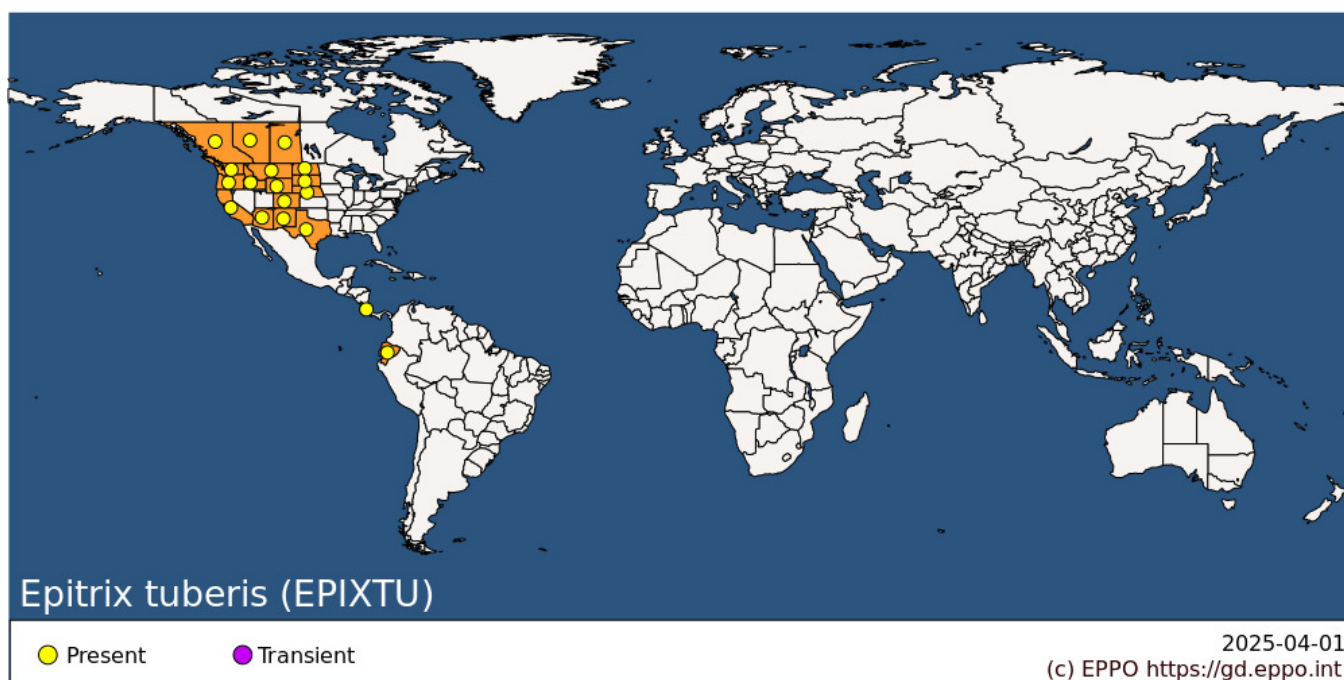 Epitrix tuberis (EPIXTU)
Present
Transient
2025-04-01
(c) EPPO https://gd.eppo.int